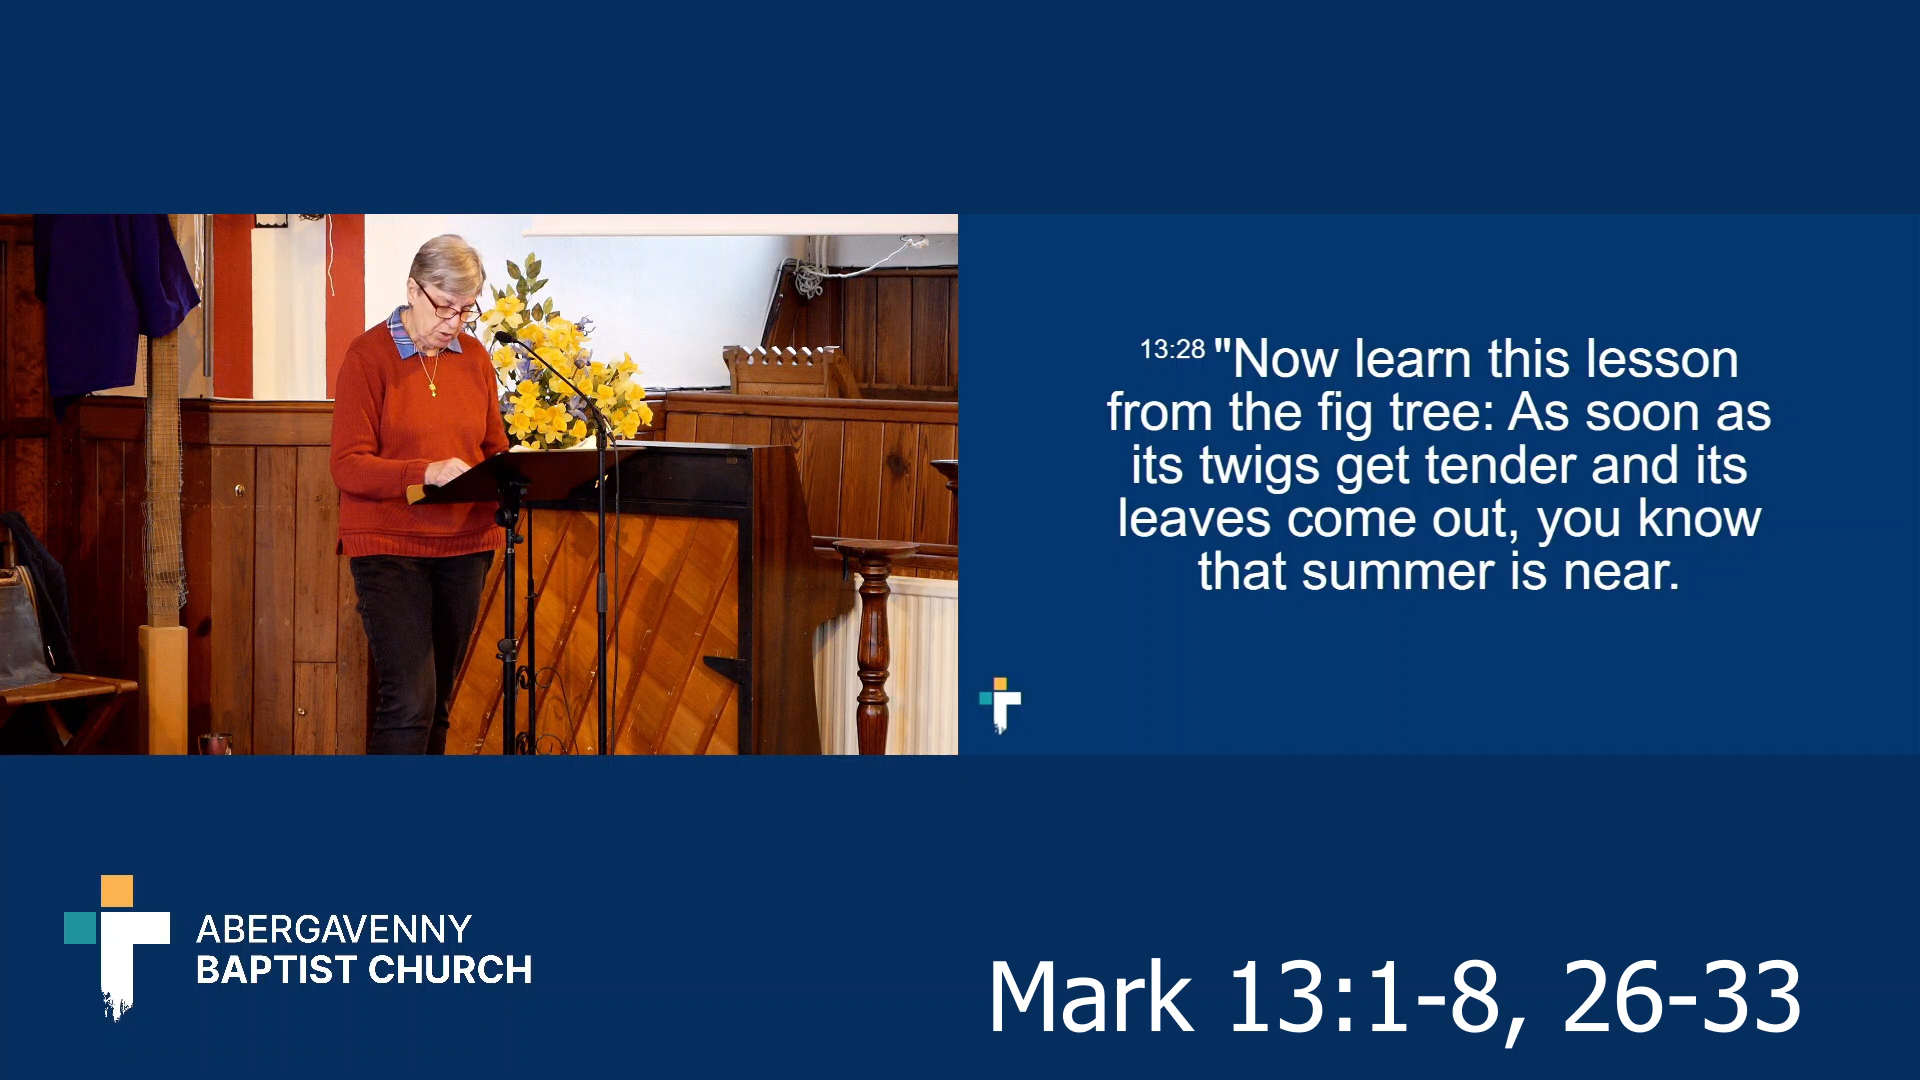 13:28 "Now learn this lesson
from the fig tree: As soon as
its twigs get tender and its
leaves come out, you know
that summer is near.
ABERGAVENNY
BAPTIST CHURCH
Mark 13:1-8, 26-33